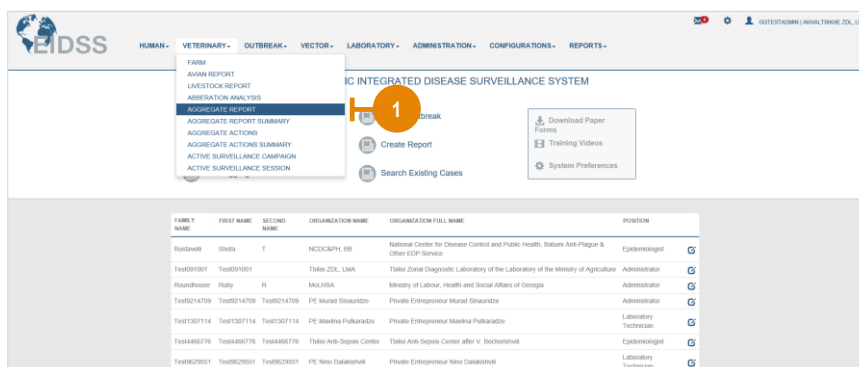 EIDSS
HUMAN VETERINARY OUTBREAK VECTOR LABORATORY ADMINISTRATION CONFIGURATIONS REPORTS
FARM
AVIAN REPORT
LIVESTOCK REPORT
ABBERATION ANALYSIS
AGGREGATE REPORT
AGGREGATE REPORT SUMMARY
AGGREGATE ACTIONS
AGGREGATE ACTIONS SUMMARY
ACTIVE SURVEILLANCE CAMPAIGN
ACTIVE SURVEILLANCE SESSION
IC INTEGRATED DISEASE SURVEILLANCE SYSTEM
1
Create Report
Search Existing Cases
Download Paper
Forms
Training Videos
System Preferences
FAMILY NAME FIRST NAME SECOND NAME ORGANIZATION NAME ORGANIZATION FULL NAME POSITION
Rustavelli Shota T NCDC&PH, BB National Center for Disease Control and Public Health, Batumi Anti-Plague & Other EDP Service Epidemiologist
Test091001 Test091001 Tbilisi ZDL, LMA Tbilisi Zonal Diagnostic Laboratory of the Laboratory of the Ministry of Agriculture Administrator
Roundhouse Ruby R MoLHSA Ministry of Labour, Health and Social Affairs of Georgia Administrator
Test9214709 Test9214709 Test9214709 PE Murad Sinauridze Private Entrepreneur Murad Sinauridze Administrator
Test1307114 Test1307114 Test1307114 PE Mavlina Pulkaradze Private Entrepreneur Mavlina Pulkaradze Laboratory Technician
Test4466776 Test4466776 Test4466776 Tbilisi Anti-Sepsis Center Tbilisi Anti-Sepsis Center after V. Bochorishvili Epidemiologist
Test9629551 Test9629551 Test9629551 PE Nino Datakishvili Private Entrepreneur Nino Datakishvili Laboratory Technician